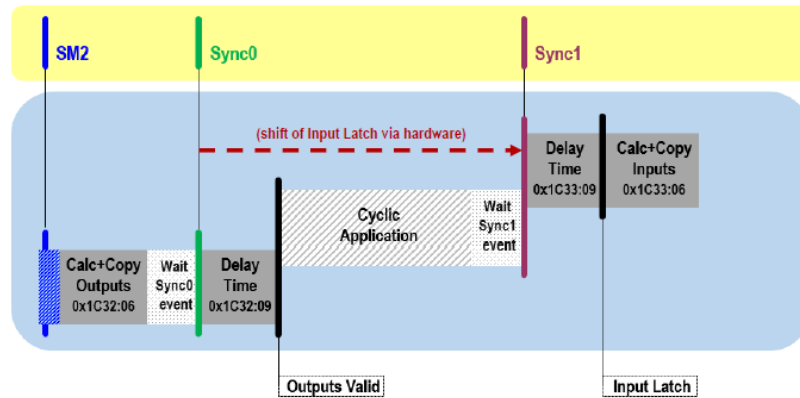 SM2
Sync0
Sync1
(shift of Input Latch via hardware)
Delay
Time
0x1C33:09
Calc+Copy
Inputs
0x1C33:06
Cyclic
Application
Wait
Sync1
event
Calc+Copy
Outputs
0x1C32:06
Wait
Sync0
event
Delay
Time
0x1C32:09
Outputs Valid
Input Latch